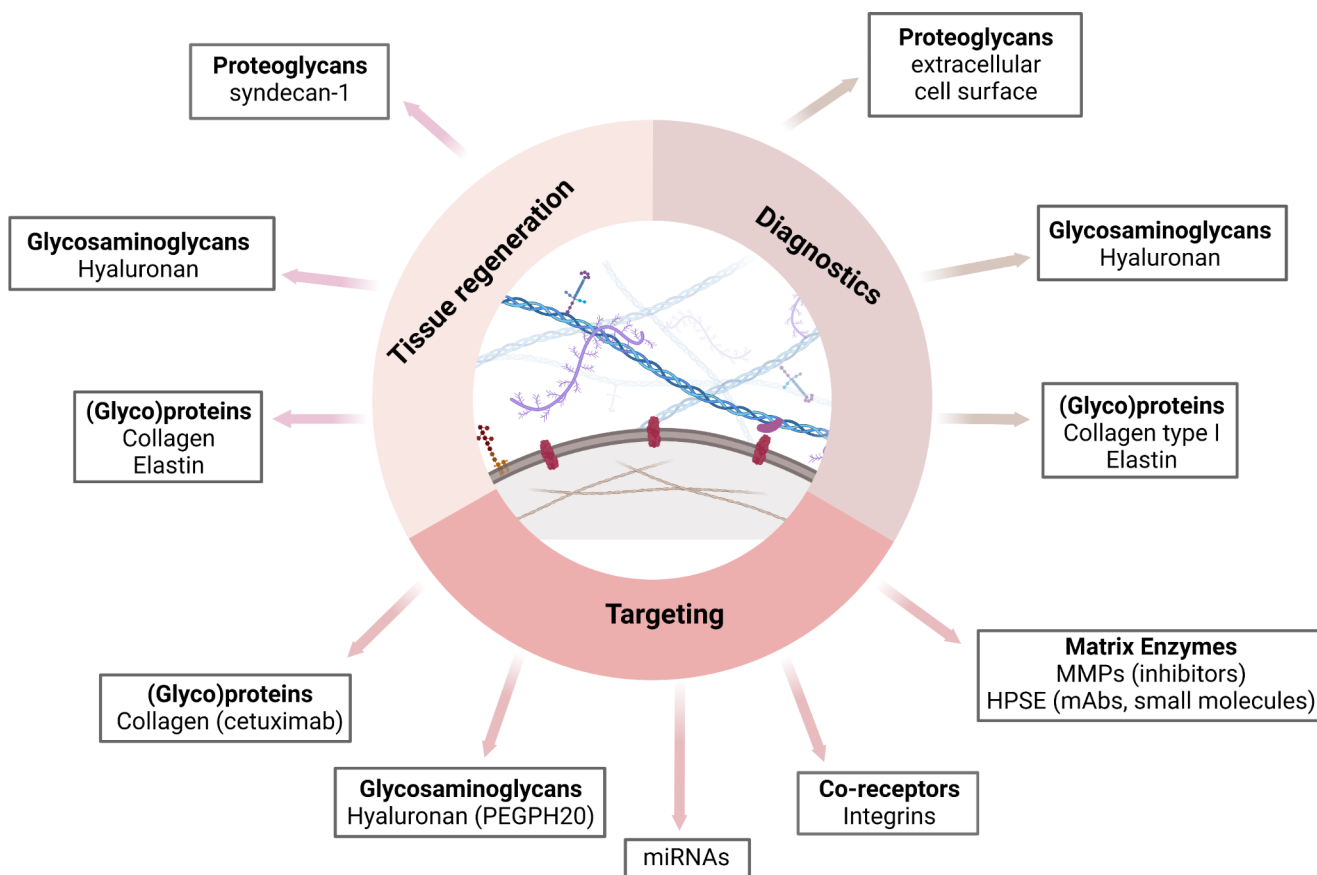 Proteoglycans
syndecan-1
Proteoglycans
extracellular
cell surface
Glycosaminoglycans
Hyaluronan
Glycosaminoglycans
Hyaluronan
Tissue regeneration
Diagnostics
(Glyco)proteins
Collagen
Elastin
(Glyco)proteins
Collagen type I
Elastin
Targeting
(Glyco)proteins
Collagen (cetuximab)
Glycosaminoglycans
Hyaluronan (PEGPH20)
miRNAs
Co-receptors
Integrins
Matrix Enzymes
MMPs (inhibitors)
HPSE (mAbs, small molecules)